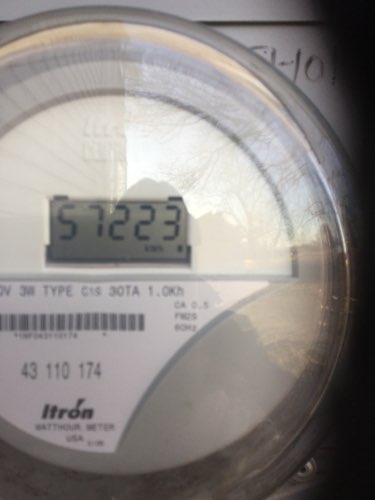 57223
kWh
0V 3W TYPE C1S 30TA 1.0Kh
CA 0.5
FM2S
60Hz
43 110 174
Itrón
WATTHOUR METER
USA